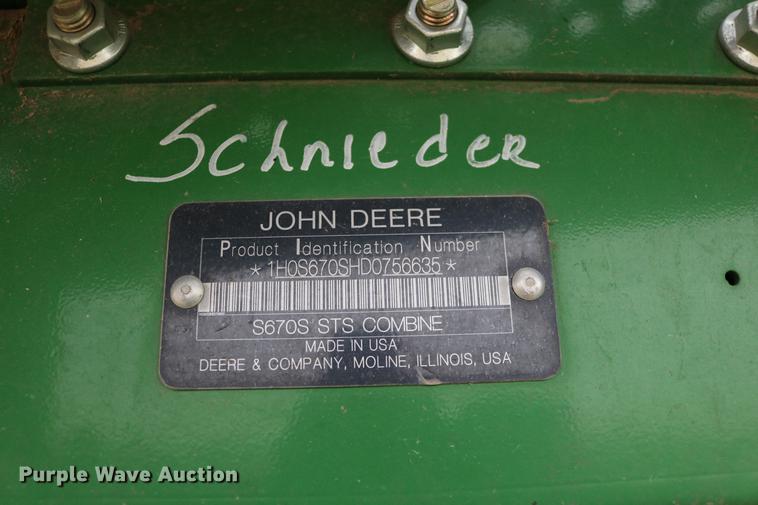 Schnieder
JOHN DEERE
Product Identification Number
*1H0S670SHD0756635*
S670S STS COMBINE
MADE IN USA
DEERE & COMPANY, MOLINE, ILLINOIS, USA
Purple Wave Auction